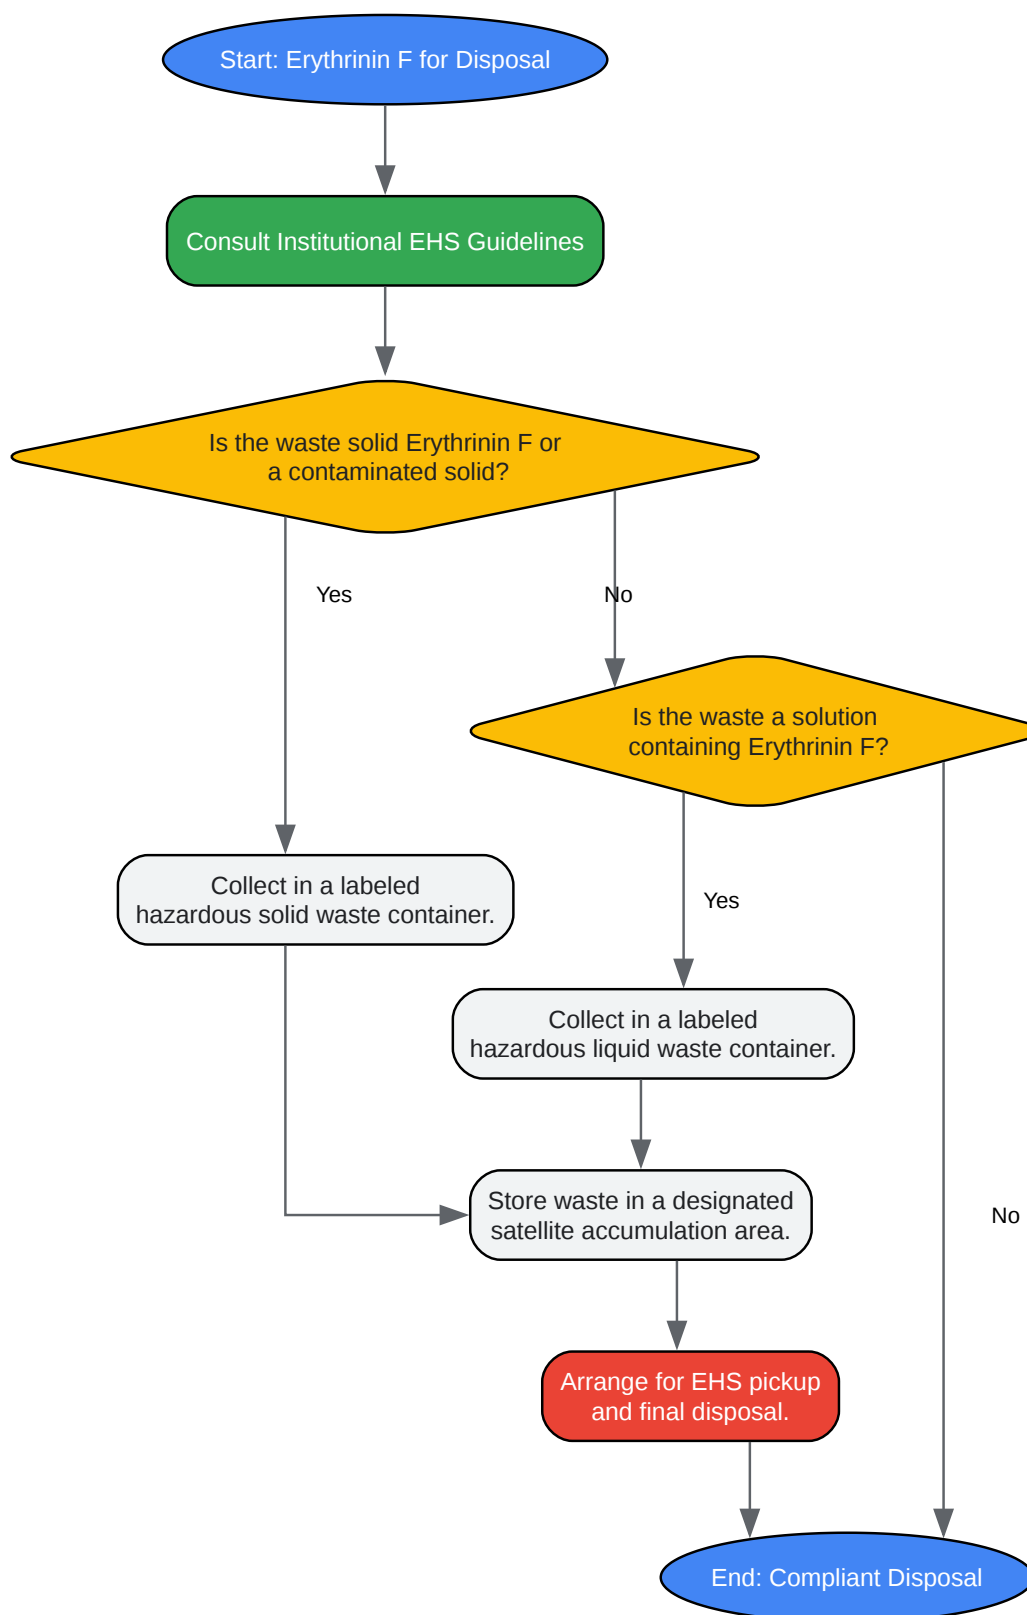 Start: Erythrinin F for Disposal
Consult Institutional EHS Guidelines
Is the waste solid Erythrinin F or
a contaminated solid?
Yes
No
Is the waste a solution
containing Erythrinin F?
Collect in a labeled
hazardous solid waste container.
Yes
Collect in a labeled
hazardous liquid waste container.
Store waste in a designated
satellite accumulation area.
No
Arrange for EHS pickup
and final disposal.
End: Compliant Disposal